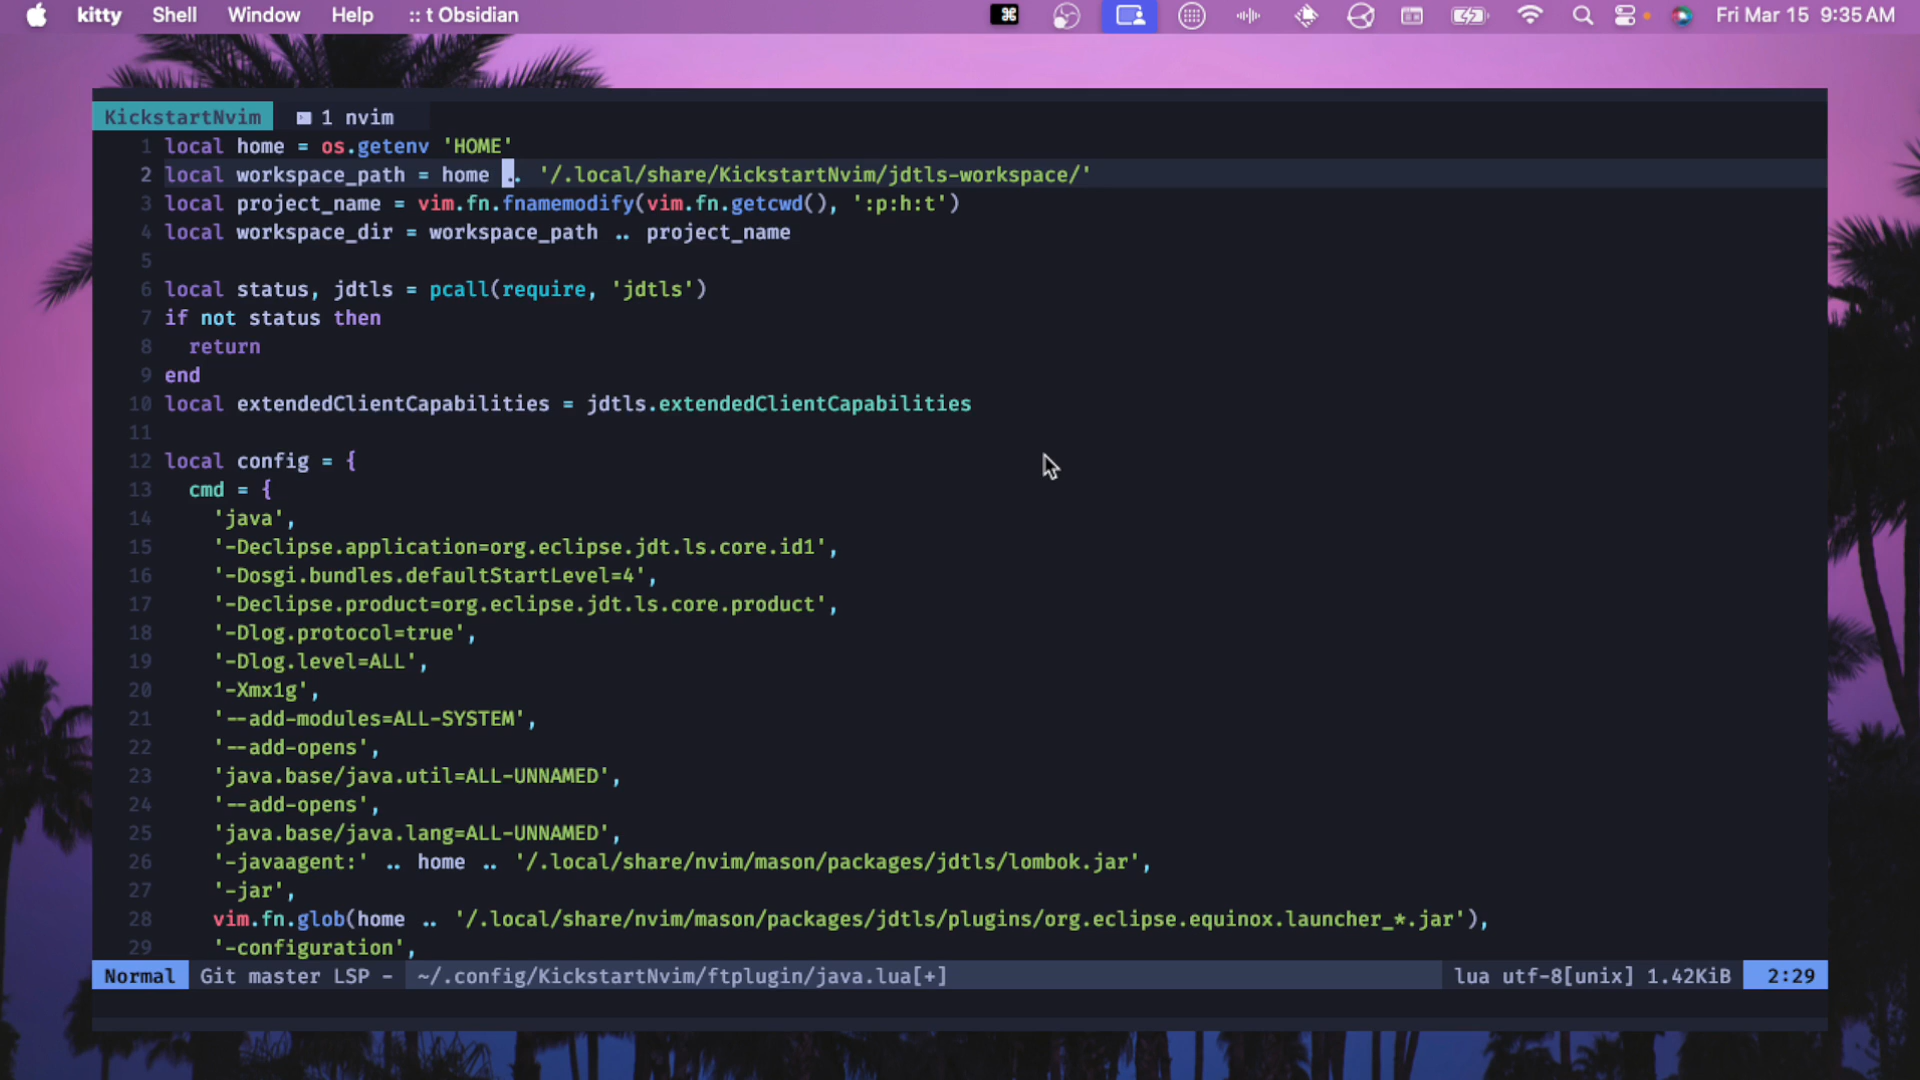 kitty Shell Window Help :: t Obsidian Fri Mar 15 9:35 AM
KickstartNvim 1 nvim
1 local home = os.getenv 'HOME'
2 local workspace_path = home .. '/.local/share/KickstartNvim/jdtls-workspace/'
3 local project_name = vim.fn.fnamemodify(vim.fn.getcwd(), ':p:h:t')
4 local workspace_dir = workspace_path .. project_name
5
6 local status, jdtls = pcall(require, 'jdtls')
7 if not status then
8 return
9 end
10 local extendedClientCapabilities = jdtls.extendedClientCapabilities
11
12 local config = {
13 cmd = {
14 'java',
15 '-Declipse.application=org.eclipse.jdt.ls.core.id1',
16 '-Dosgi.bundles.defaultStartLevel=4',
17 '-Declipse.product=org.eclipse.jdt.ls.core.product',
18 '-Dlog.protocol=true',
19 '-Dlog.level=ALL',
20 '-Xmx1g',
21 '--add-modules=ALL-SYSTEM',
22 '--add-opens',
23 'java.base/java.util=ALL-UNNAMED',
24 '--add-opens',
25 'java.base/java.lang=ALL-UNNAMED',
26 '-javaagent:' .. home .. '/.local/share/nvim/mason/packages/jdtls/lombok.jar',
27 '-jar',
28 vim.fn.glob(home .. '/.local/share/nvim/mason/packages/jdtls/plugins/org.eclipse.equinox.launcher_*.jar'),
29 '-configuration',
Normal Git master LSP - ~/.config/KickstartNvim/ftplugin/java.lua[+] lua utf-8[unix] 1.42KiB 2:29